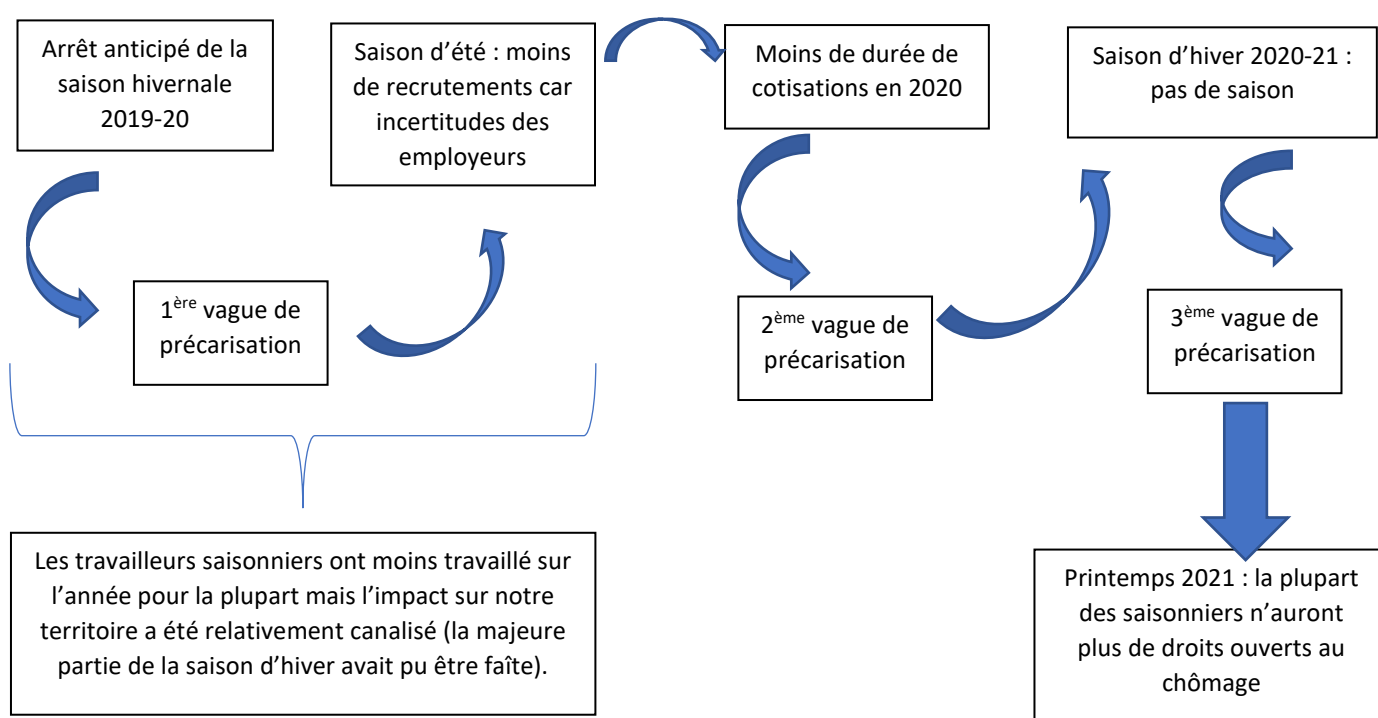 Arrêt anticipé de la
saison hivernale
2019-20
1ère vague de
précarisation
Saison d’été : moins
de recrutements car
incertitudes des
employeurs
Moins de durée de
cotisations en 2020
2ème vague de
précarisation
Saison d’hiver 2020-21 :
pas de saison
3ème vague de
précarisation
Les travailleurs saisonniers ont moins travaillé sur
l’année pour la plupart mais l’impact sur notre
territoire a été relativement canalisé (la majeure
partie de la saison d’hiver avait pu être faîte).
Printemps 2021 : la plupart
des saisonniers n’auront
plus de droits ouverts au
chômage